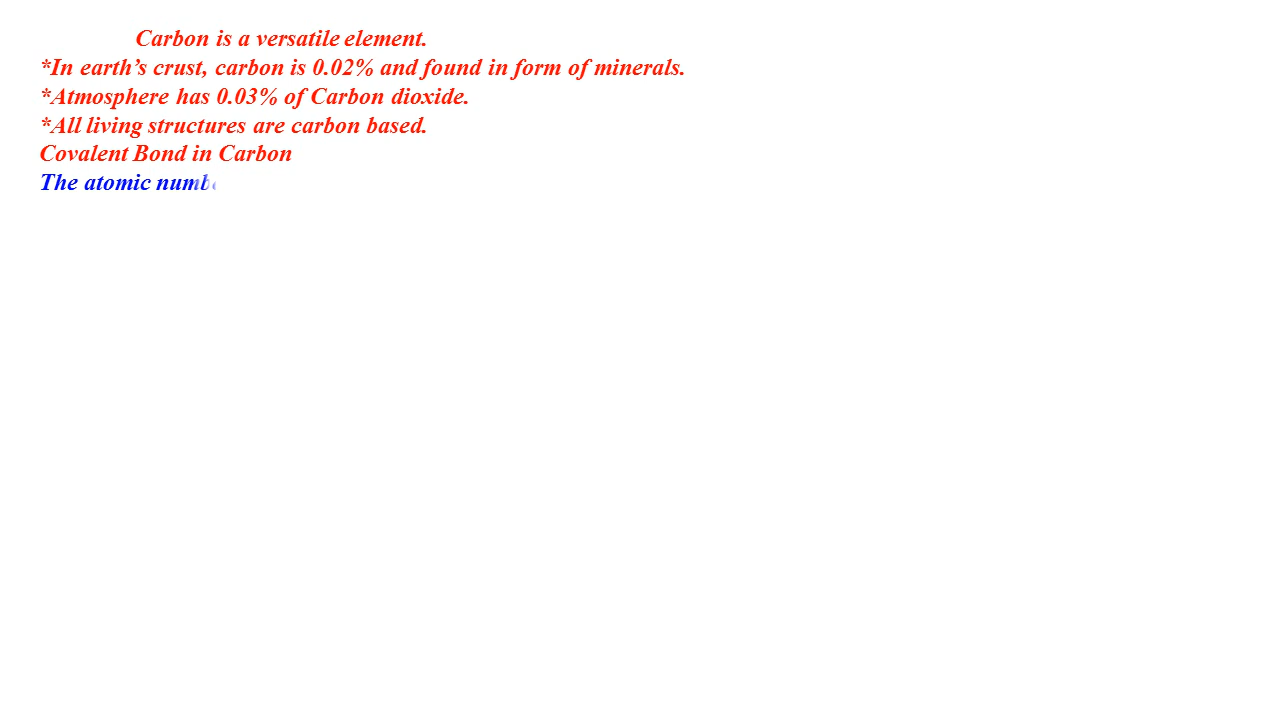 Carbon is a versatile element.
*In earth’s crust, carbon is 0.02% and found in form of minerals.
*Atmosphere has 0.03% of Carbon dioxide.
*All living structures are carbon based.
Covalent Bond in Carbon
The atomic